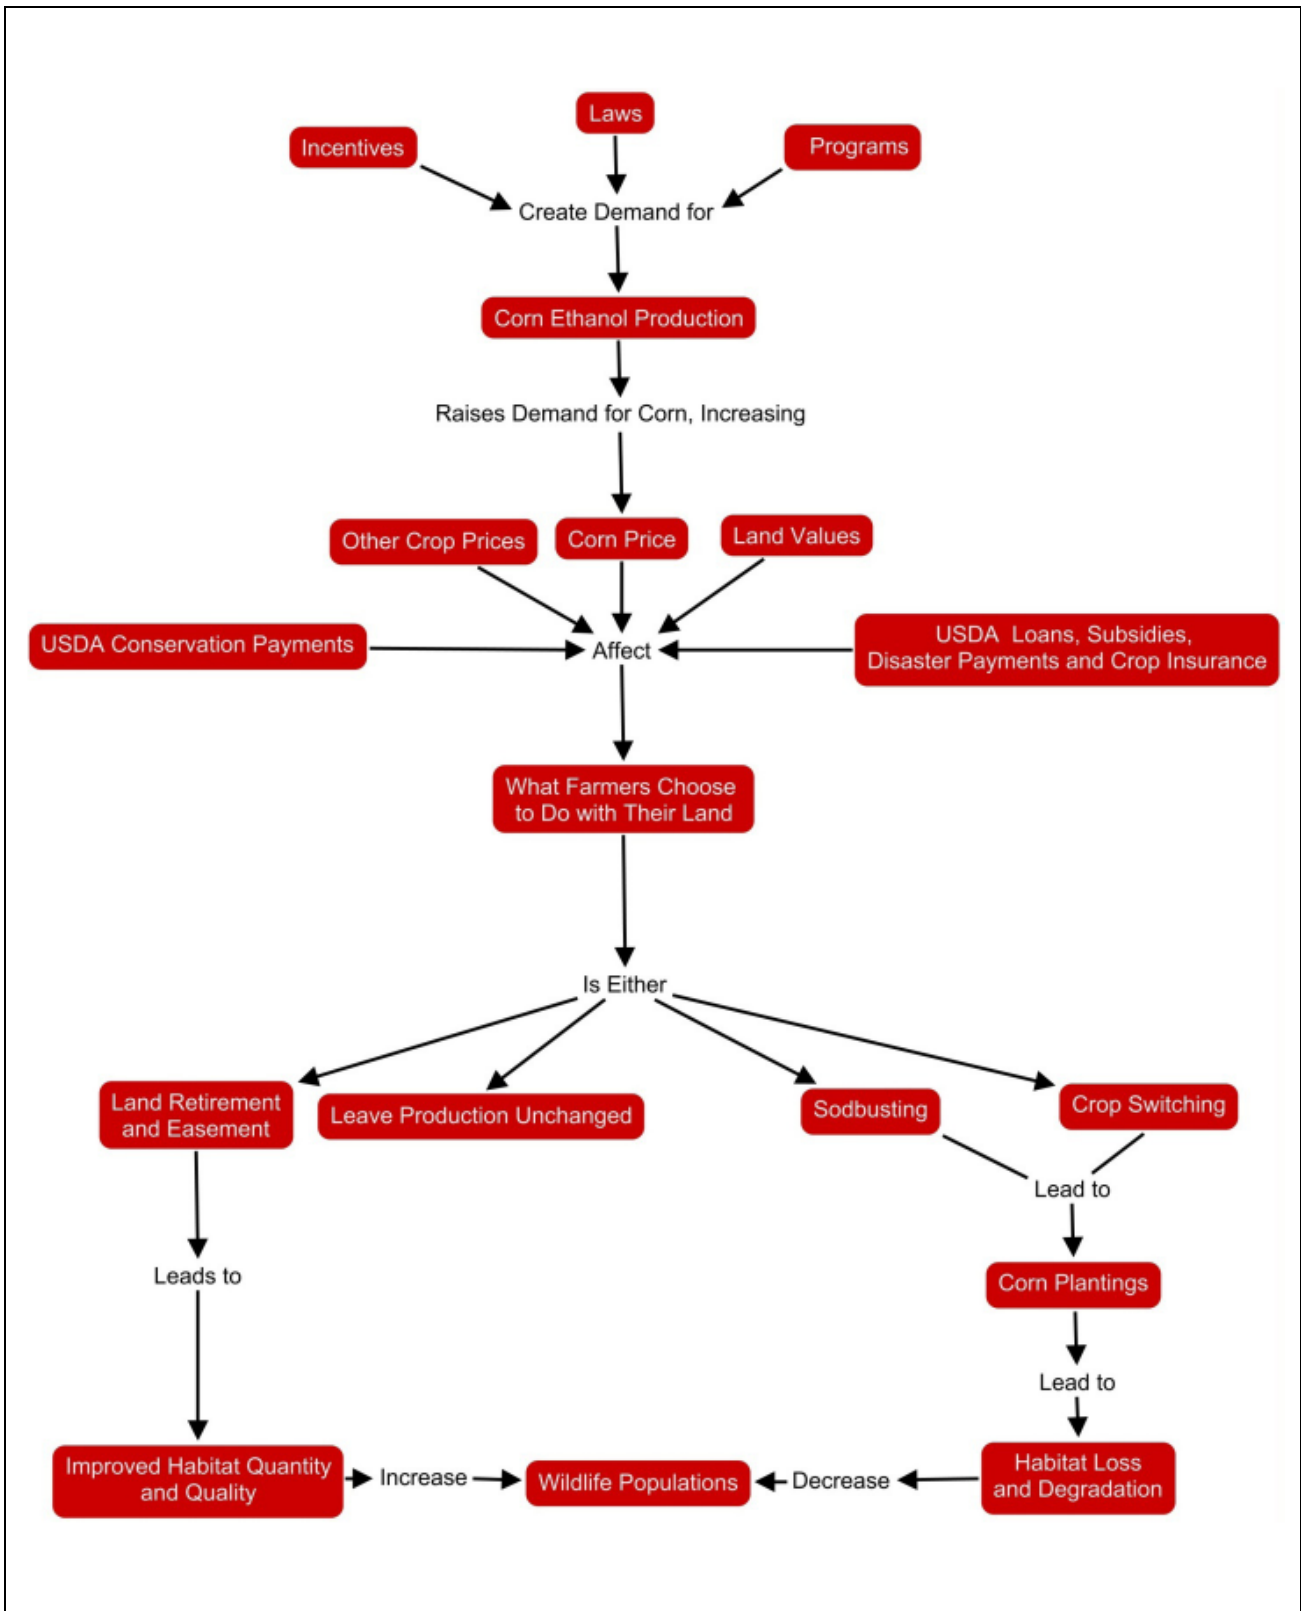 Laws
Incentives
Programs
Create Demand for
Corn Ethanol Production
Raises Demand for Corn, Increasing
Other Crop Prices
Corn Price
Land Values
USDA Conservation Payments
Affect
USDA Loans, Subsidies,
Disaster Payments and Crop Insurance
What Farmers Choose
to Do with Their Land
Is Either
Land Retirement
and Easement
Leave Production Unchanged
Sodbusting
Crop Switching
Lead to
Leads to
Corn Plantings
Lead to
Improved Habitat Quantity
and Quality
Increase
Wildlife Populations
Decrease
Habitat Loss
and Degradation